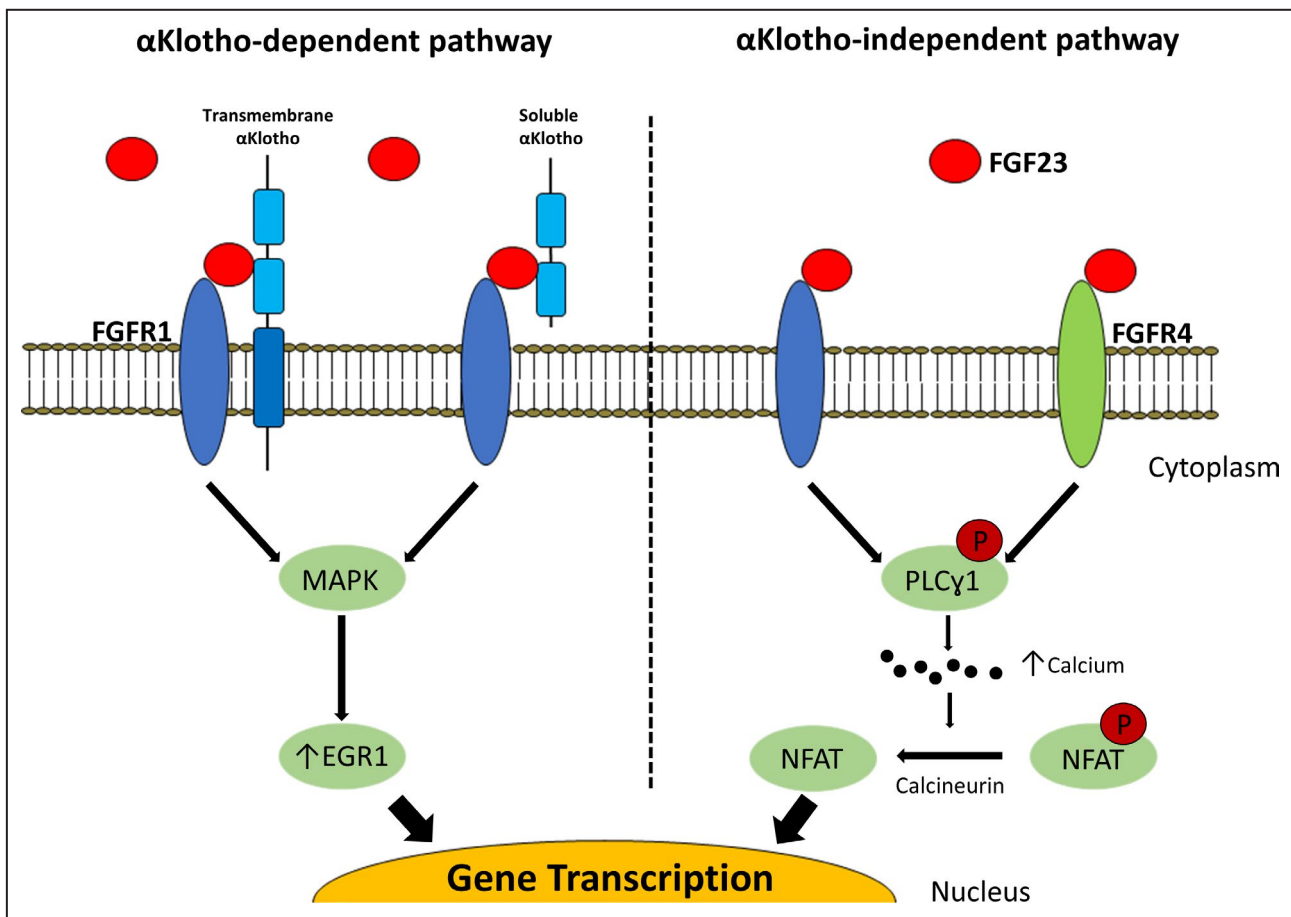 αKlotho-dependent pathway
αKlotho-independent pathway
Transmembrane
αKlotho
Soluble
αKlotho
FGF23
FGFR1
FGFR4
Cytoplasm
MAPK
P
PLCɣ1
↑Calcium
↑EGR1
NFAT
Calcineurin
P
NFAT
Gene Transcription
Nucleus